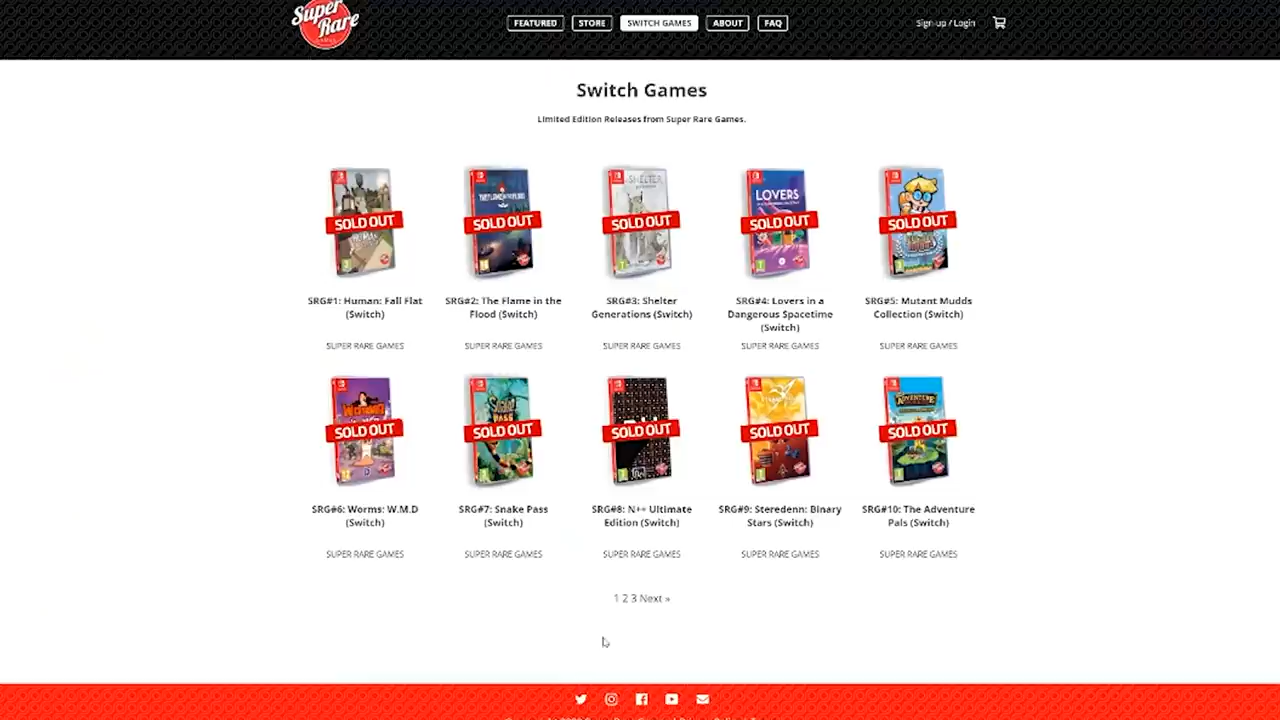 Super
Rare
GAMES
FEATURED
STORE
SWITCH GAMES
ABOUT
FAQ
Sign-up / Login
Switch Games
Limited Edition Releases from Super Rare Games.
SOLD OUT
SOLD OUT
SHELTER
SOLD OUT
LOVERS
SOLD OUT
SOLD OUT
SRG#1: Human: Fall Flat
(Switch)
SRG#2: The Flame in the
Flood (Switch)
SRG#3: Shelter
Generations (Switch)
SRG#4: Lovers in a
Dangerous Spacetime
(Switch)
SRG#5: Mutant Mudds
Collection (Switch)
SUPER RARE GAMES
SUPER RARE GAMES
SUPER RARE GAMES
SUPER RARE GAMES
SUPER RARE GAMES
SOLD OUT
SOLD OUT
SOLD OUT
SOLD OUT
SOLD OUT
SRG#6: Worms: W.M.D
(Switch)
SRG#7: Snake Pass
(Switch)
SRG#8: N++ Ultimate
Edition (Switch)
SRG#9: Steredenn: Binary
Stars (Switch)
SRG#10: The Adventure
Pals (Switch)
SUPER RARE GAMES
SUPER RARE GAMES
SUPER RARE GAMES
SUPER RARE GAMES
SUPER RARE GAMES
1 2 3 Next »